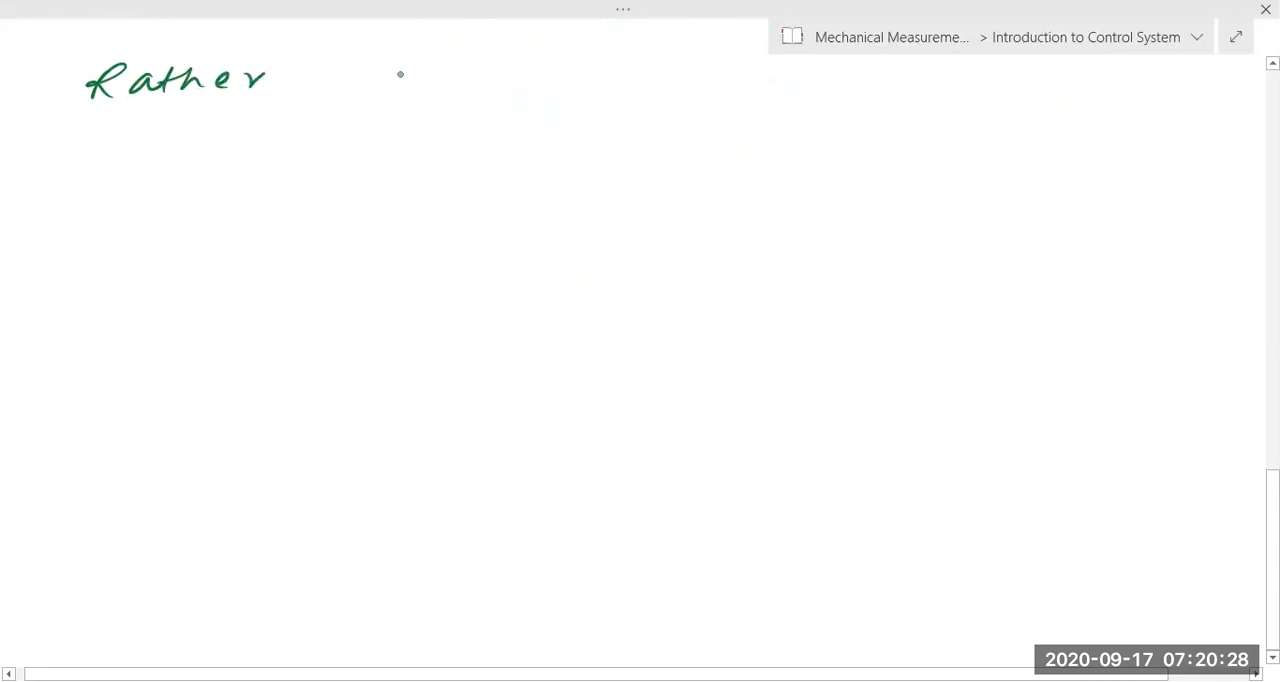 Mechanical Measureme... > Introduction to Control System
Rather
2020-09-17 07:20:28